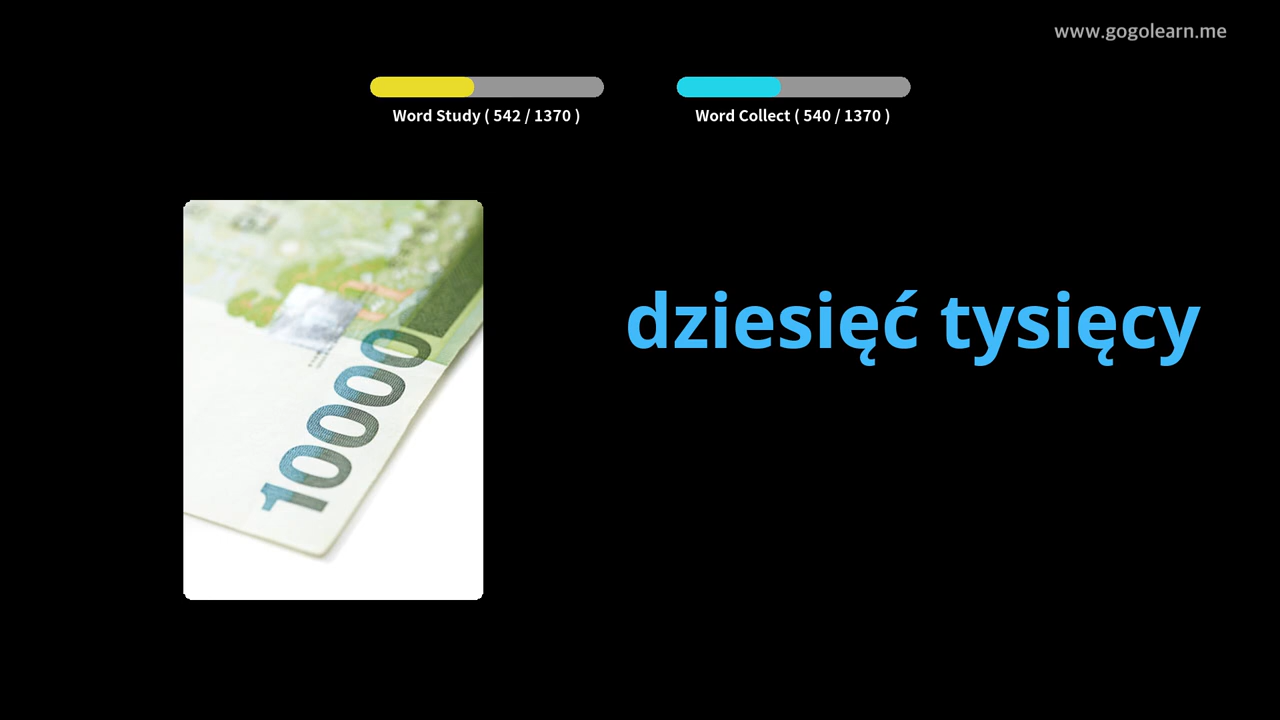 www.gogolearn.me
Word Study ( 542 / 1370 )
Word Collect ( 540 / 1370 )
dziesięć tysięcy
10000